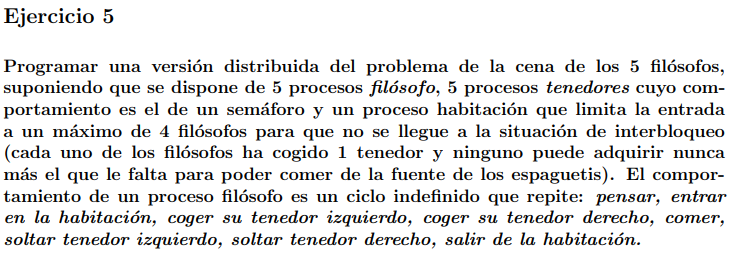 Ejercicio 5
Programar una versión distribuida del problema de la cena de los 5 filósofos,
suponiendo que se dispone de 5 procesos filósofo, 5 procesos tenedores cuyo com-
portamiento es el de un semáforo y un proceso habitación que limita la entrada
a un máximo de 4 filósofos para que no se llegue a la situación de interbloqueo
(cada uno de los filósofos ha cogido 1 tenedor y ninguno puede adquirir nunca
más el que le falta para poder comer de la fuente de los espaguetis). El compor-
tamiento de un proceso filósofo es un ciclo indefinido que repite: pensar, entrar
en la habitación, coger su tenedor izquierdo, coger su tenedor derecho, comer,
soltar tenedor izquierdo, soltar tenedor derecho, salir de la habitación.